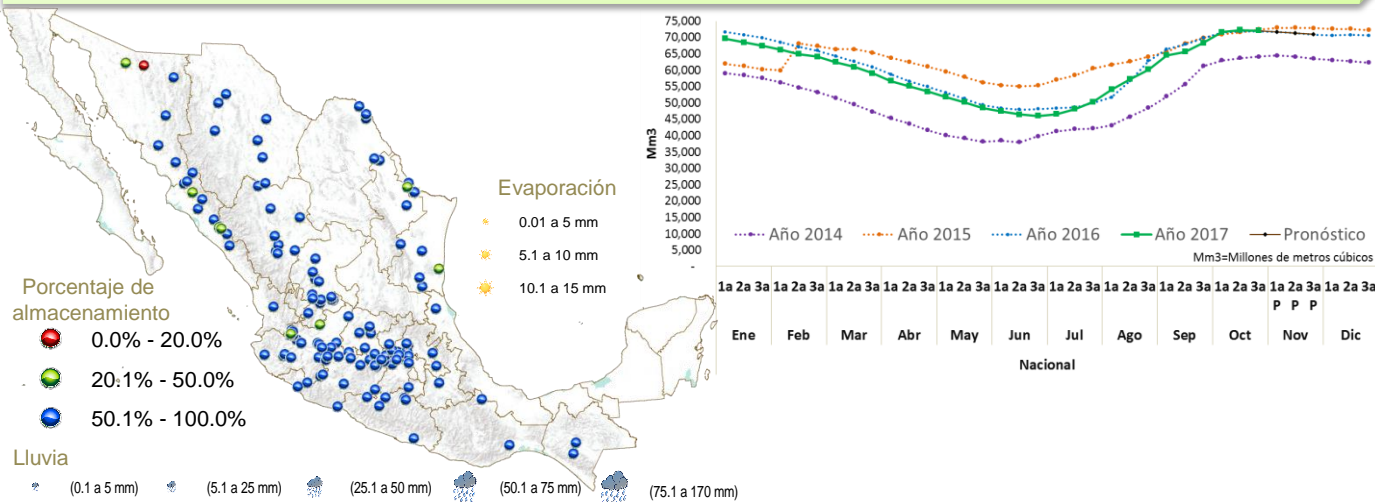 Evaporación
0.01 a 5 mm
5.1 a 10 mm
10.1 a 15 mm
Porcentaje de
almacenamiento
0.0% - 20.0%
20.1% - 50.0%
50.1% - 100.0%
Lluvia
(0.1 a 5 mm) (5.1 a 25 mm) (25.1 a 50 mm) (50.1 a 75 mm) (75.1 a 170 mm)
75,000
70,000
65,000
60,000
55,000
50,000
45,000
40,000
35,000
30,000
25,000
20,000
15,000
10,000
5,000
-
Mm3
Año 2014 Año 2015 Año 2016 Año 2017 Pronóstico
Mm3=Millones de metros cúbicos
1a 2a 3a 1a 2a 3a 1a 2a 3a 1a 2a 3a 1a 2a 3a 1a 2a 3a 1a 2a 3a 1a 2a 3a 1a 2a 3a 1a 2a 3a 1a 2a 3a 1a 2a 3a
P P P
Ene Feb Mar Abr May Jun Jul Ago Sep Oct Nov Dic
Nacional